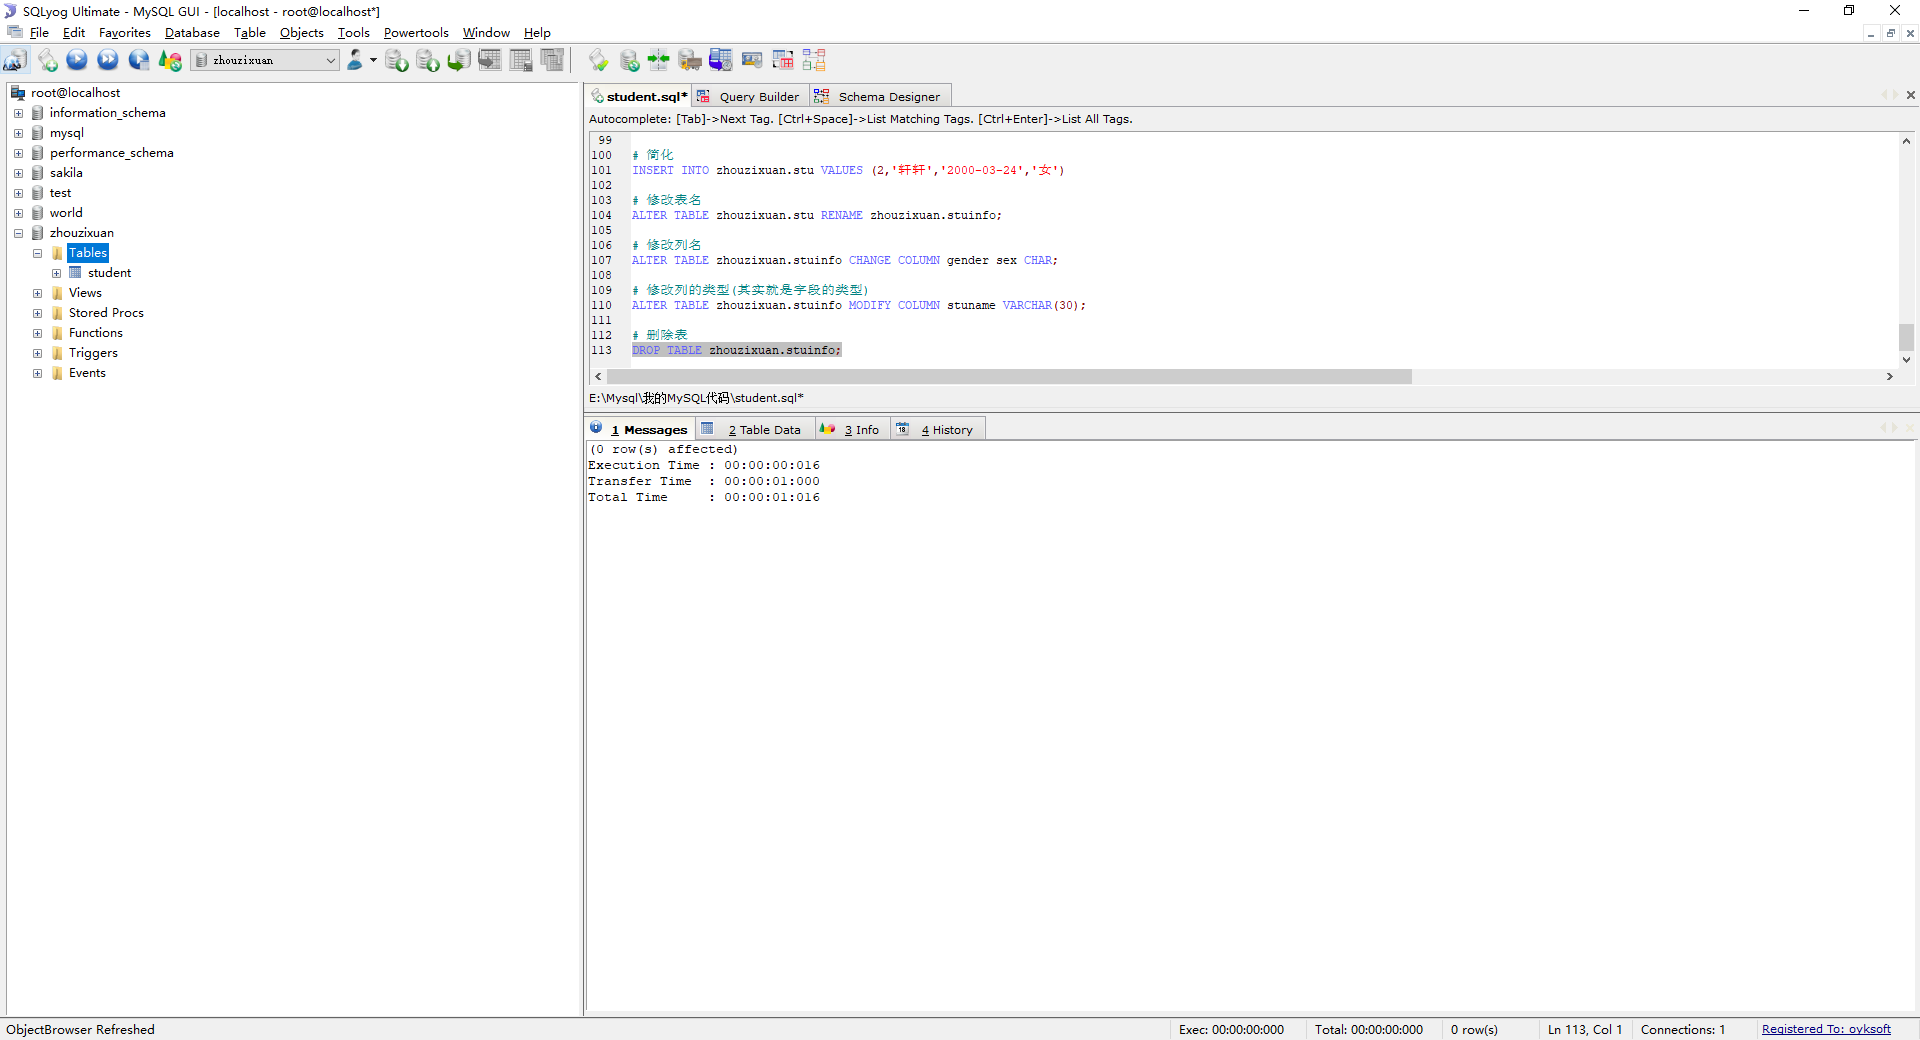 SQLyog Ultimate - MySQL GUI - [localhost - root@localhost*]
File Edit Favorites Database Table Objects Tools Powertools Window Help
zhouzixuan
root@localhost
information_schema
mysql
performance_schema
sakila
test
world
zhouzixuan
Tables
student
Views
Stored Procs
Functions
Triggers
Events
student.sql* Query Builder Schema Designer
Autocomplete: [Tab]->Next Tag. [Ctrl+Space]->List Matching Tags. [Ctrl+Enter]->List All Tags.
99
100 # 简化
101 INSERT INTO zhouzixuan.stu VALUES (2,'轩轩','2000-03-24','女')
102
103 # 修改表名
104 ALTER TABLE zhouzixuan.stu RENAME zhouzixuan.stuinfo;
105
106 # 修改列名
107 ALTER TABLE zhouzixuan.stuinfo CHANGE COLUMN gender sex CHAR;
108
109 # 修改列的类型(其实就是字段的类型)
110 ALTER TABLE zhouzixuan.stuinfo MODIFY COLUMN stuname VARCHAR(30);
111
112 # 删除表
113 DROP TABLE zhouzixuan.stuinfo;
E:\Mysql\我的MySQL代码\student.sql*
1 Messages 2 Table Data 3 Info 18 4 History
(0 row(s) affected)
Execution Time : 00:00:00:016
Transfer Time : 00:00:01:000
Total Time : 00:00:01:016
ObjectBrowser Refreshed Exec: 00:00:00:000 Total: 00:00:00:000 0 row(s) Ln 113, Col 1 Connections: 1 Registered To: ovksoft